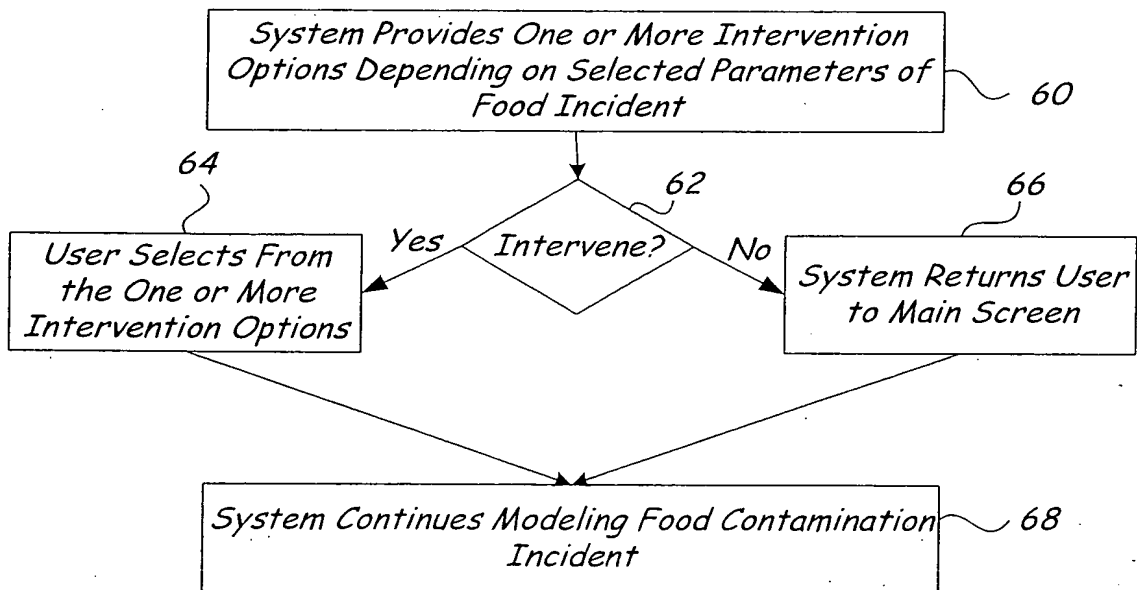 System Provides One or More Intervention
Options Depending on Selected Parameters of
Food Incident
60
64
62
66
Yes
Intervene?
No
User Selects From
the One or More
Intervention Options
System Returns User
to Main Screen
System Continues Modeling Food Contamination
Incident
68